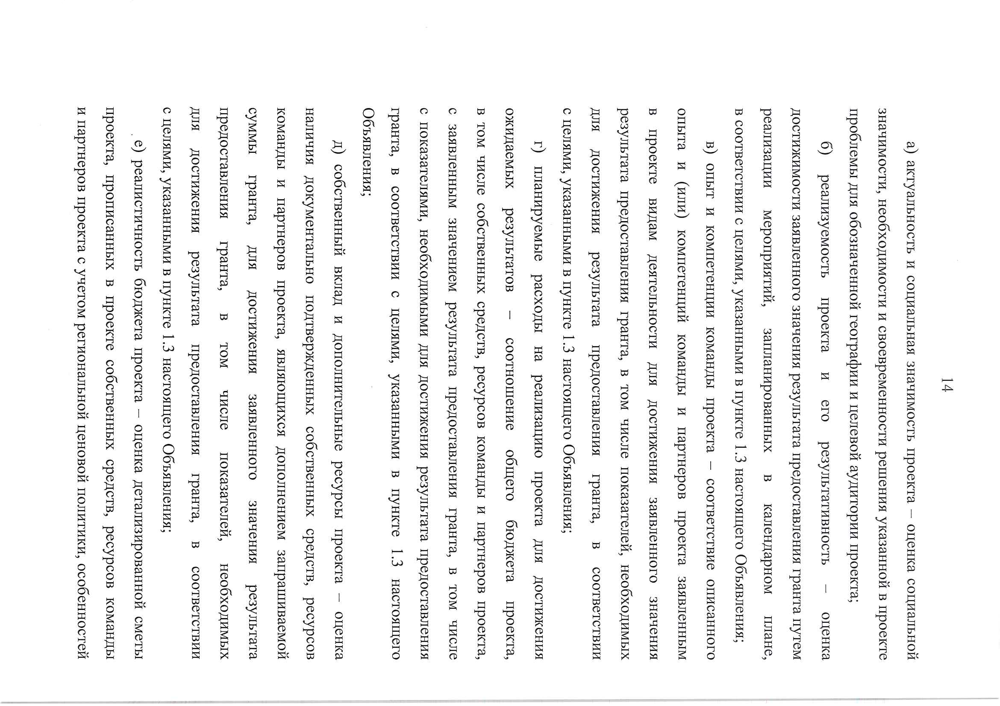 14
а) актуальность и социальная значимость проекта – оценка социальной
значимости, необходимости и своевременности решения указанной в проекте
проблемы для обозначенной географии и целевой аудитории проекта;
б) реализуемость проекта и его результативность – оценка
достижимости заявленного значения результата предоставления гранта путем
реализации мероприятий, запланированных в календарном плане,
в соответствии с целями, указанными в пункте 1.3 настоящего Объявления;
в) опыт и компетенции команды проекта – соответствие описанного
опыта и (или) компетенций команды и партнеров проекта заявленным
в проекте видам деятельности для достижения заявленного значения
результата предоставления гранта, в том числе показателей, необходимых
для достижения результата предоставления гранта, в соответствии
с целями, указанными в пункте 1.3 настоящего Объявления;
г) планируемые расходы на реализацию проекта для достижения
ожидаемых результатов – соотношение общего бюджета проекта,
в том числе собственных средств, ресурсов команды и партнеров проекта,
с заявленным значением результата предоставления гранта, в том числе
с показателями, необходимыми для достижения результата предоставления
гранта, в соответствии с целями, указанными в пункте 1.3 настоящего
Объявления;
д) собственный вклад и дополнительные ресурсы проекта – оценка
наличия документально подтвержденных собственных средств, ресурсов
команды и партнеров проекта, являющихся дополнением запрашиваемой
суммы гранта, для достижения заявленного значения результата
предоставления гранта, в том числе показателей, необходимых
для достижения результата предоставления гранта, в соответствии
с целями, указанными в пункте 1.3 настоящего Объявления;
е) реалистичность бюджета проекта – оценка детализированной сметы
проекта, прописанных в проекте собственных средств, ресурсов команды
и партнеров проекта с учетом региональной ценовой политики, особенностей